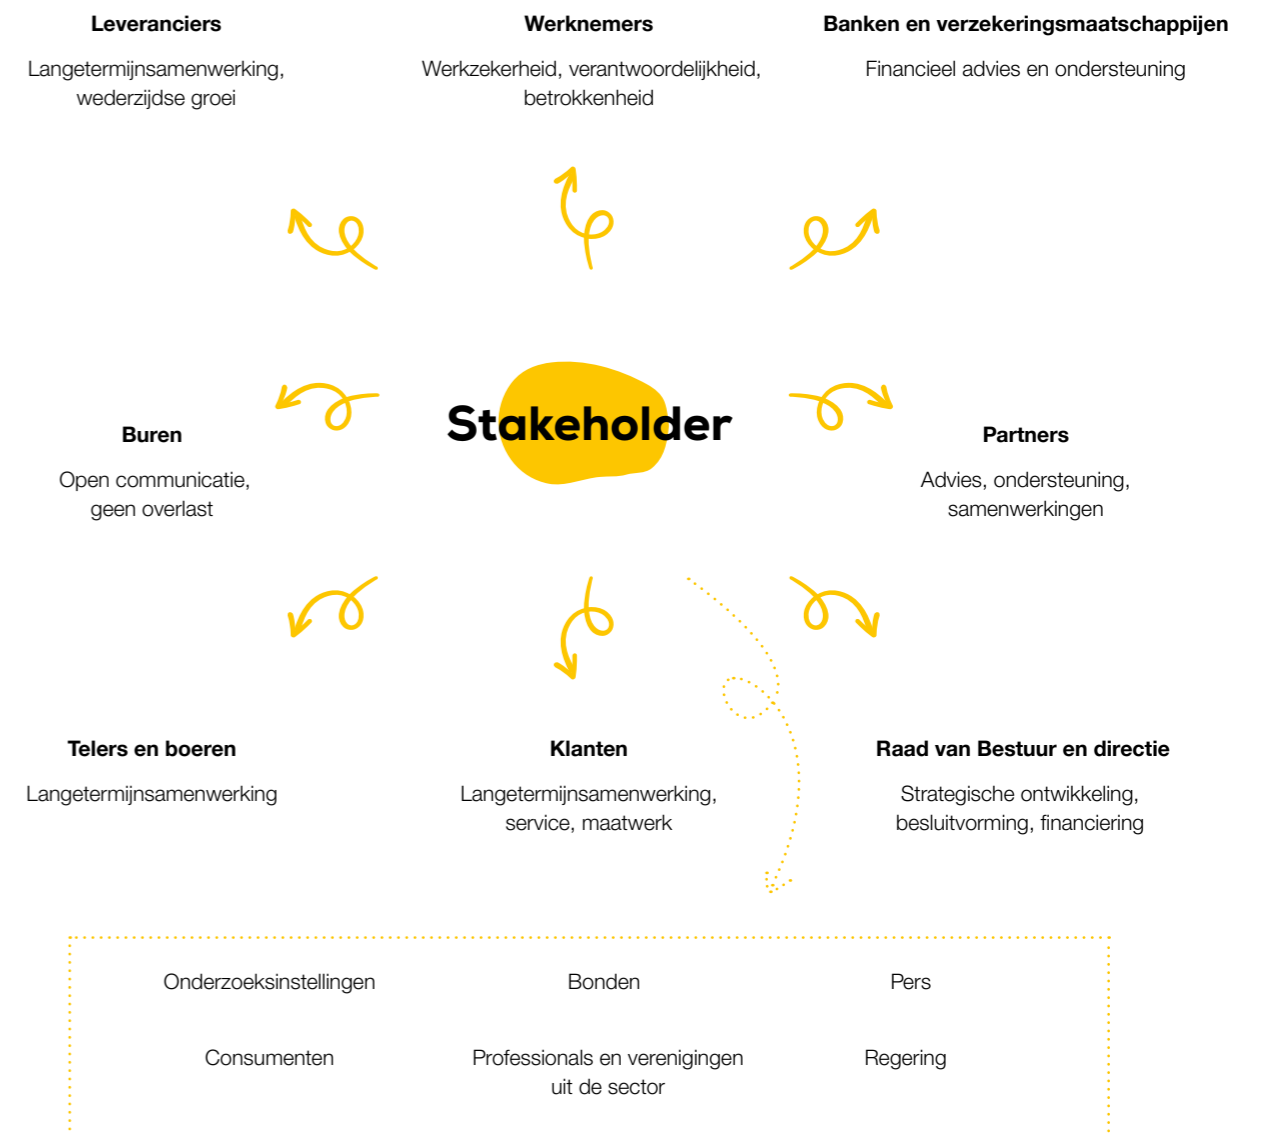 Leveranciers
Langetermijnsamenwerking,
wederzijdse groei
Werknemers
Werkzekerheid, verantwoordelijkheid,
betrokkenheid
Banken en verzekeringsmaatschappijen
Financieel advies en ondersteuning
Stakeholder
Buren
Open communicatie,
geen overlast
Partners
Advies, ondersteuning,
samenwerkingen
Telers en boeren
Langetermijnsamenwerking
Klanten
Langetermijnsamenwerking,
service, maatwerk
Raad van Bestuur en directie
Strategische ontwikkeling,
besluitvorming, financiering
Onderzoeksinstellingen
Bonden
Pers
Consumenten
Professionals en verenigingen
uit de sector
Regering